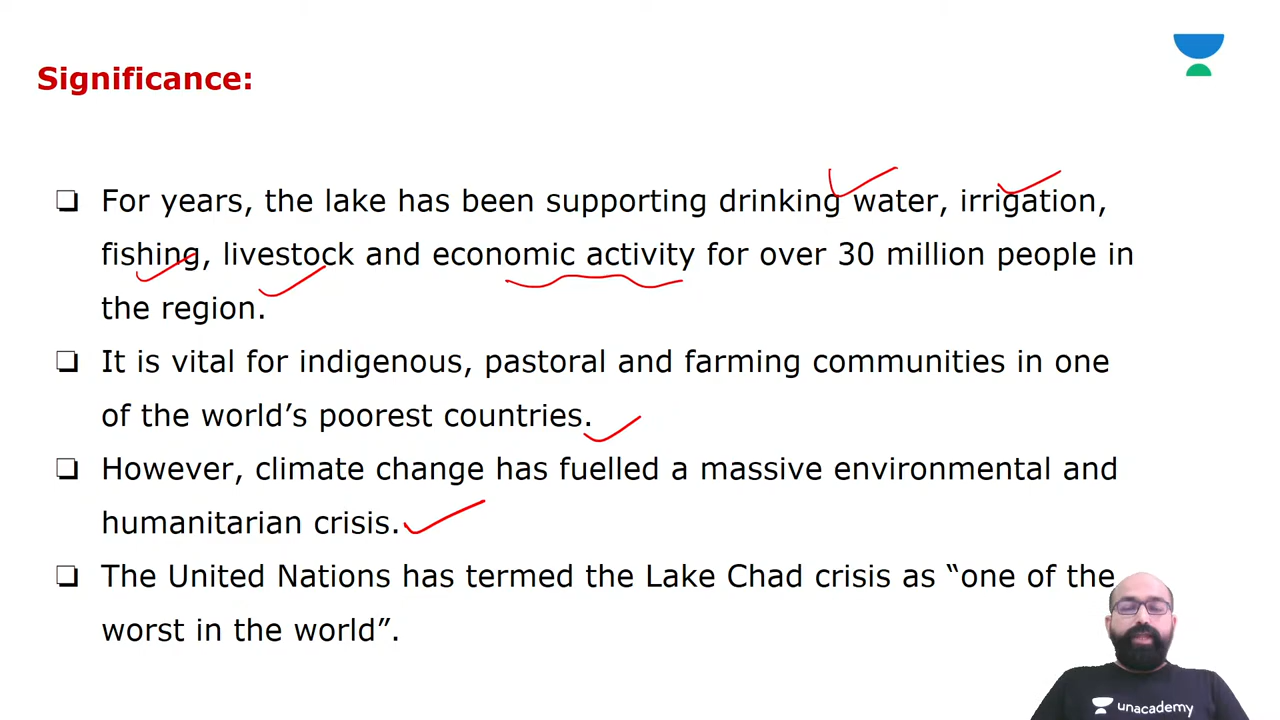 Significance:
❏ For years, the lake has been supporting drinking water, irrigation,
fishing, livestock and economic activity for over 30 million people in
the region.
❏ It is vital for indigenous, pastoral and farming communities in one
of the world’s poorest countries.
❏ However, climate change has fuelled a massive environmental and
humanitarian crisis.
❏ The United Nations has termed the Lake Chad crisis as “one of the
worst in the world”.
unacademy